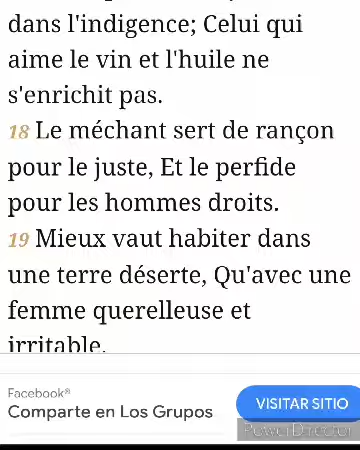 dans l'indigence; Celui qui
aime le vin et l'huile ne
s'enrichit pas.
18 Le méchant sert de rançon
pour le juste, Et le perfide
pour les hommes droits.
19 Mieux vaut habiter dans
une terre déserte, Qu'avec une
femme querelleuse et
irritable.
Facebook®
Comparte en Los Grupos
VISITAR SITIO
PowerDirector